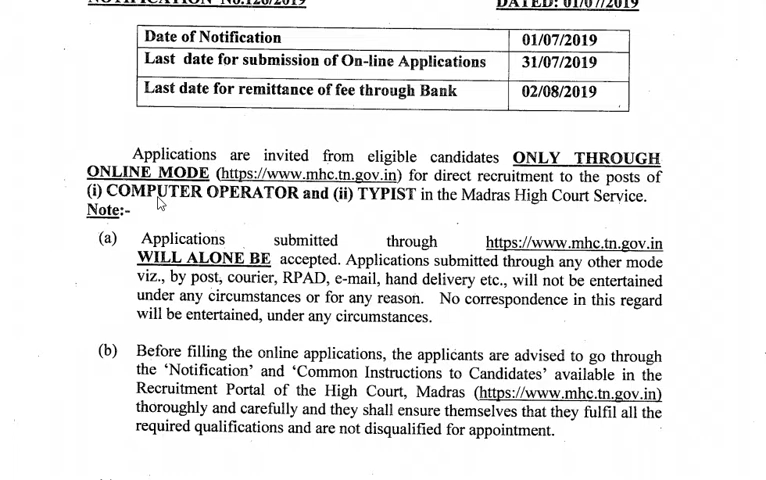 DATED: 01/07/2019
Date of Notification 01/07/2019
Last date for submission of On-line Applications 31/07/2019
Last date for remittance of fee through Bank 02/08/2019
Applications are invited from eligible candidates ONLY THROUGH
ONLINE MODE (https://www.mhc.tn.gov.in) for direct recruitment to the posts of
(i) COMPUTER OPERATOR and (ii) TYPIST in the Madras High Court Service.
Note:-
(a) Applications submitted through https://www.mhc.tn.gov.in
WILL ALONE BE accepted. Applications submitted through any other mode
viz., by post, courier, RPAD, e-mail, hand delivery etc., will not be entertained
under any circumstances or for any reason. No correspondence in this regard
will be entertained, under any circumstances.
(b) Before filling the online applications, the applicants are advised to go through
the ‘Notification’ and ‘Common Instructions to Candidates’ available in the
Recruitment Portal of the High Court, Madras (https://www.mhc.tn.gov.in)
thoroughly and carefully and they shall ensure themselves that they fulfil all the
required qualifications and are not disqualified for appointment.